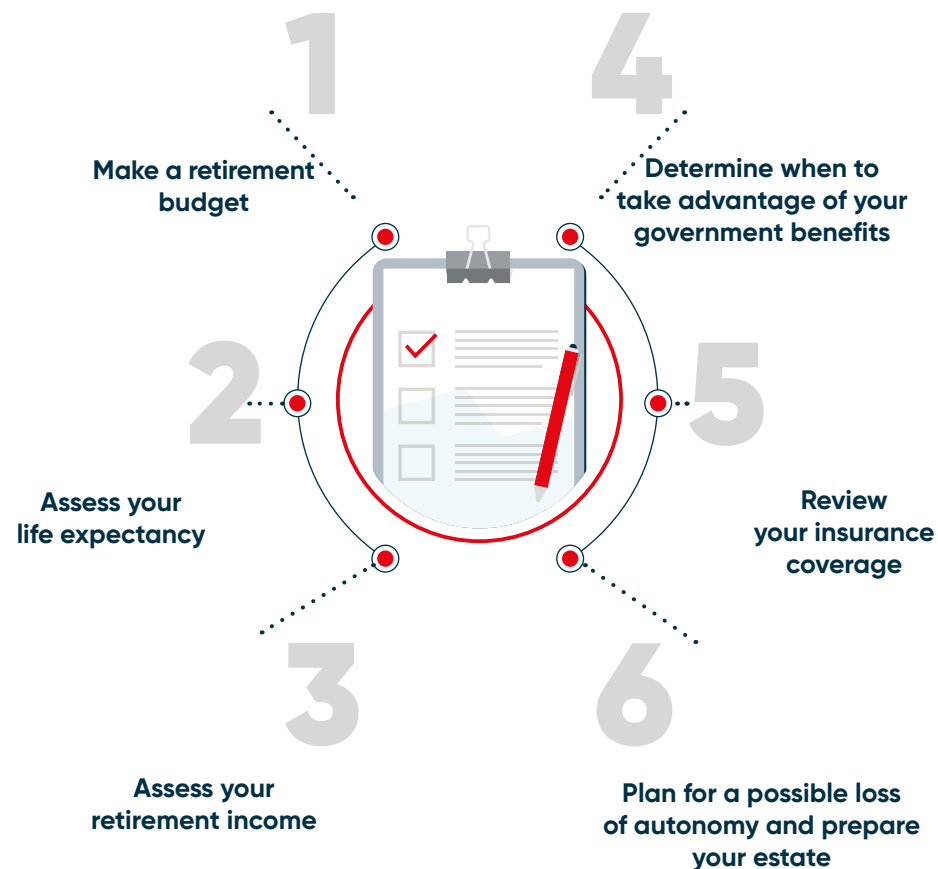 1
Make a retirement
budget
2
Assess your
life expectancy
3
Assess your
retirement income
4
Determine when to
take advantage of your
government benefits
5
Review
your insurance
coverage
6
Plan for a possible loss
of autonomy and prepare
your estate